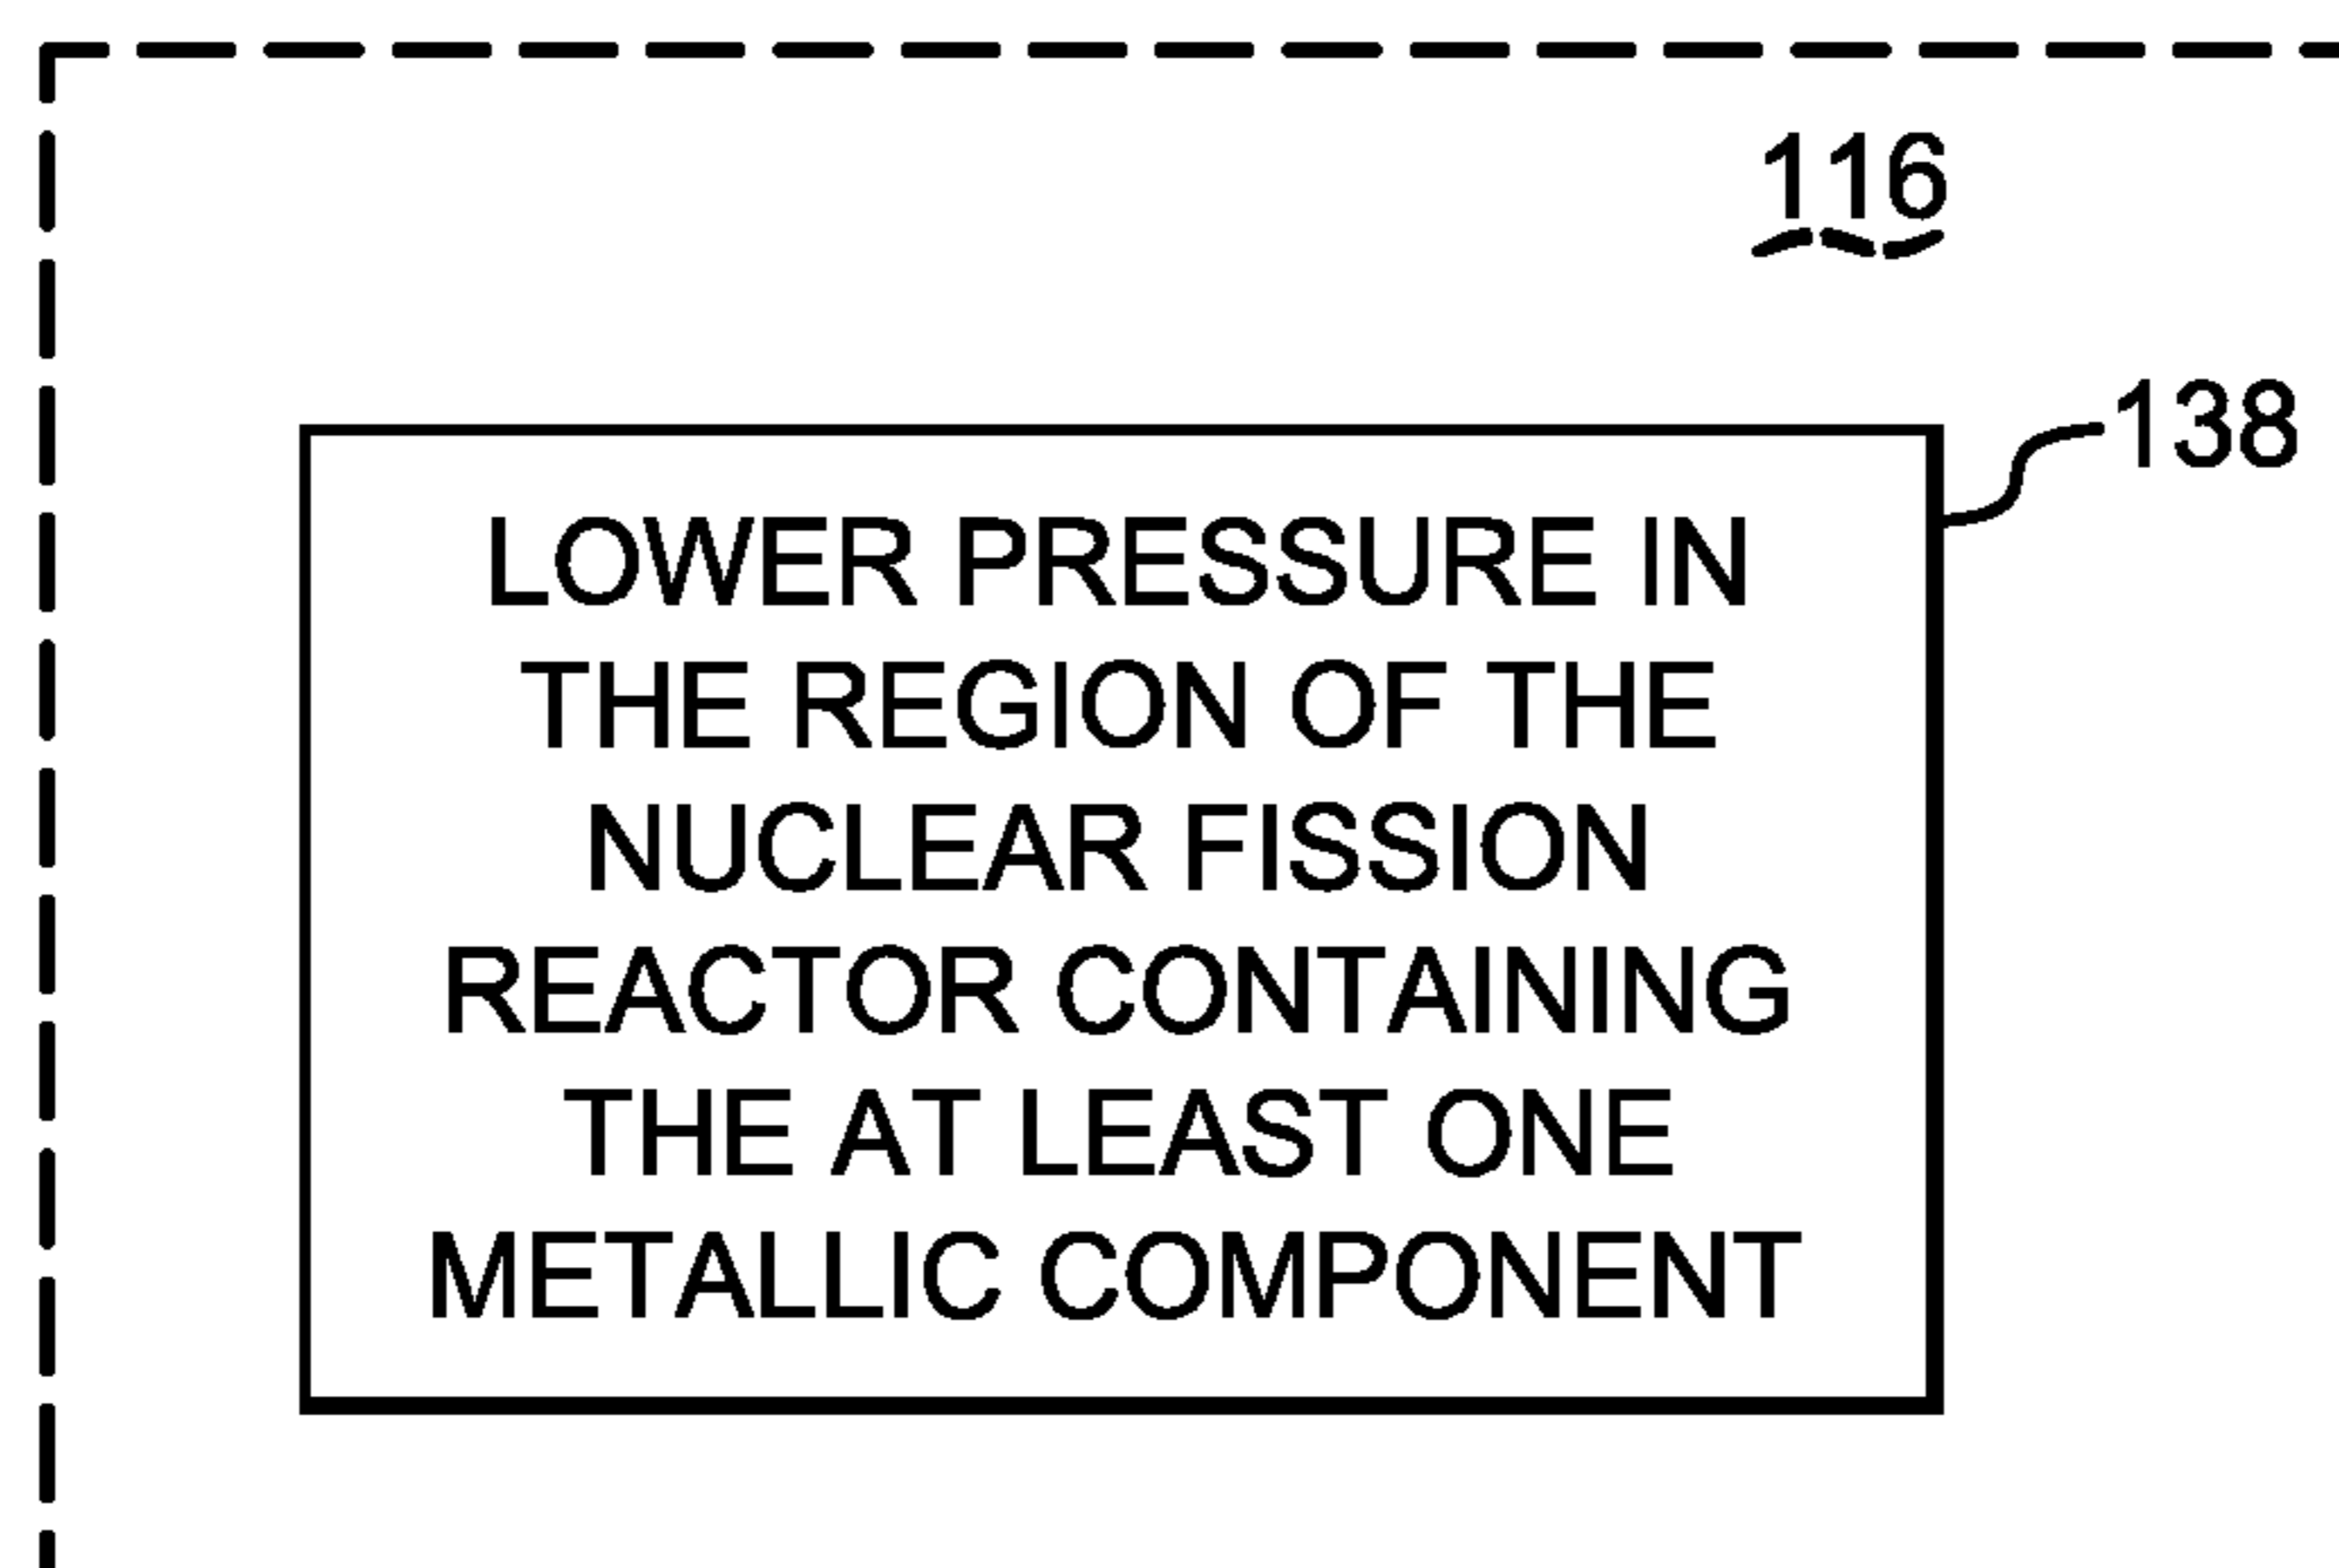 116
138
LOWER PRESSURE IN
THE REGION OF THE
NUCLEAR FISSION
REACTOR CONTAINING
THE AT LEAST ONE
METALLIC COMPONENT